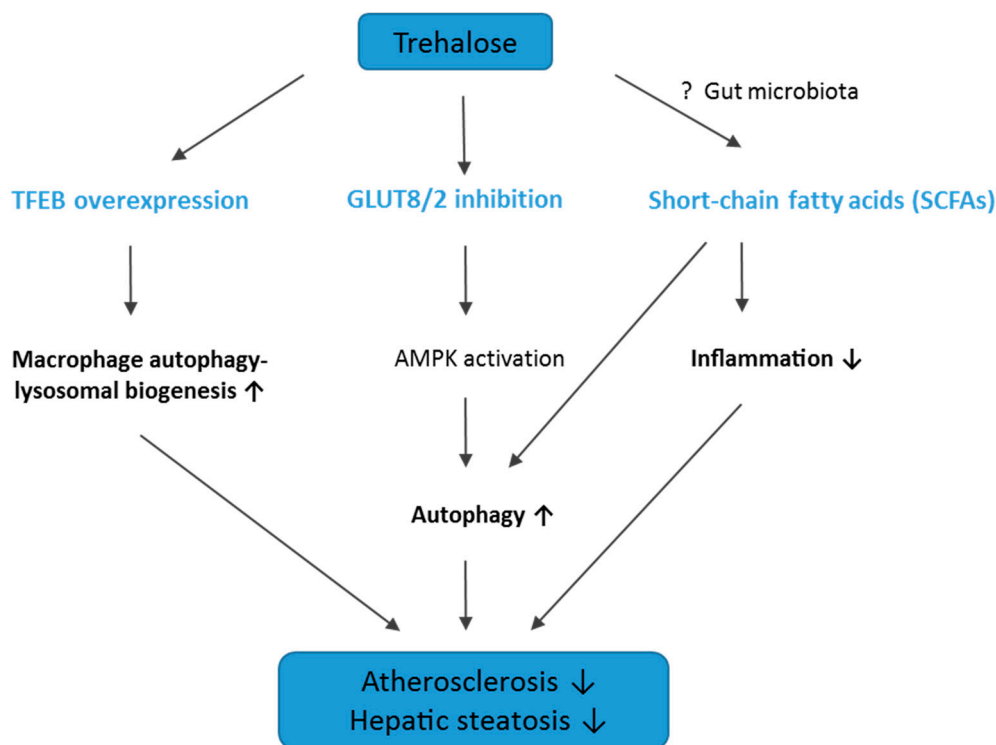 Trehalose
? Gut microbiota
TFEB overexpression
GLUT8/2 inhibition
Short-chain fatty acids (SCFAs)
Macrophage autophagy-
lysosomal biogenesis ↑
AMPK activation
Inflammation ↓
Autophagy ↑
Atherosclerosis ↓
Hepatic steatosis ↓